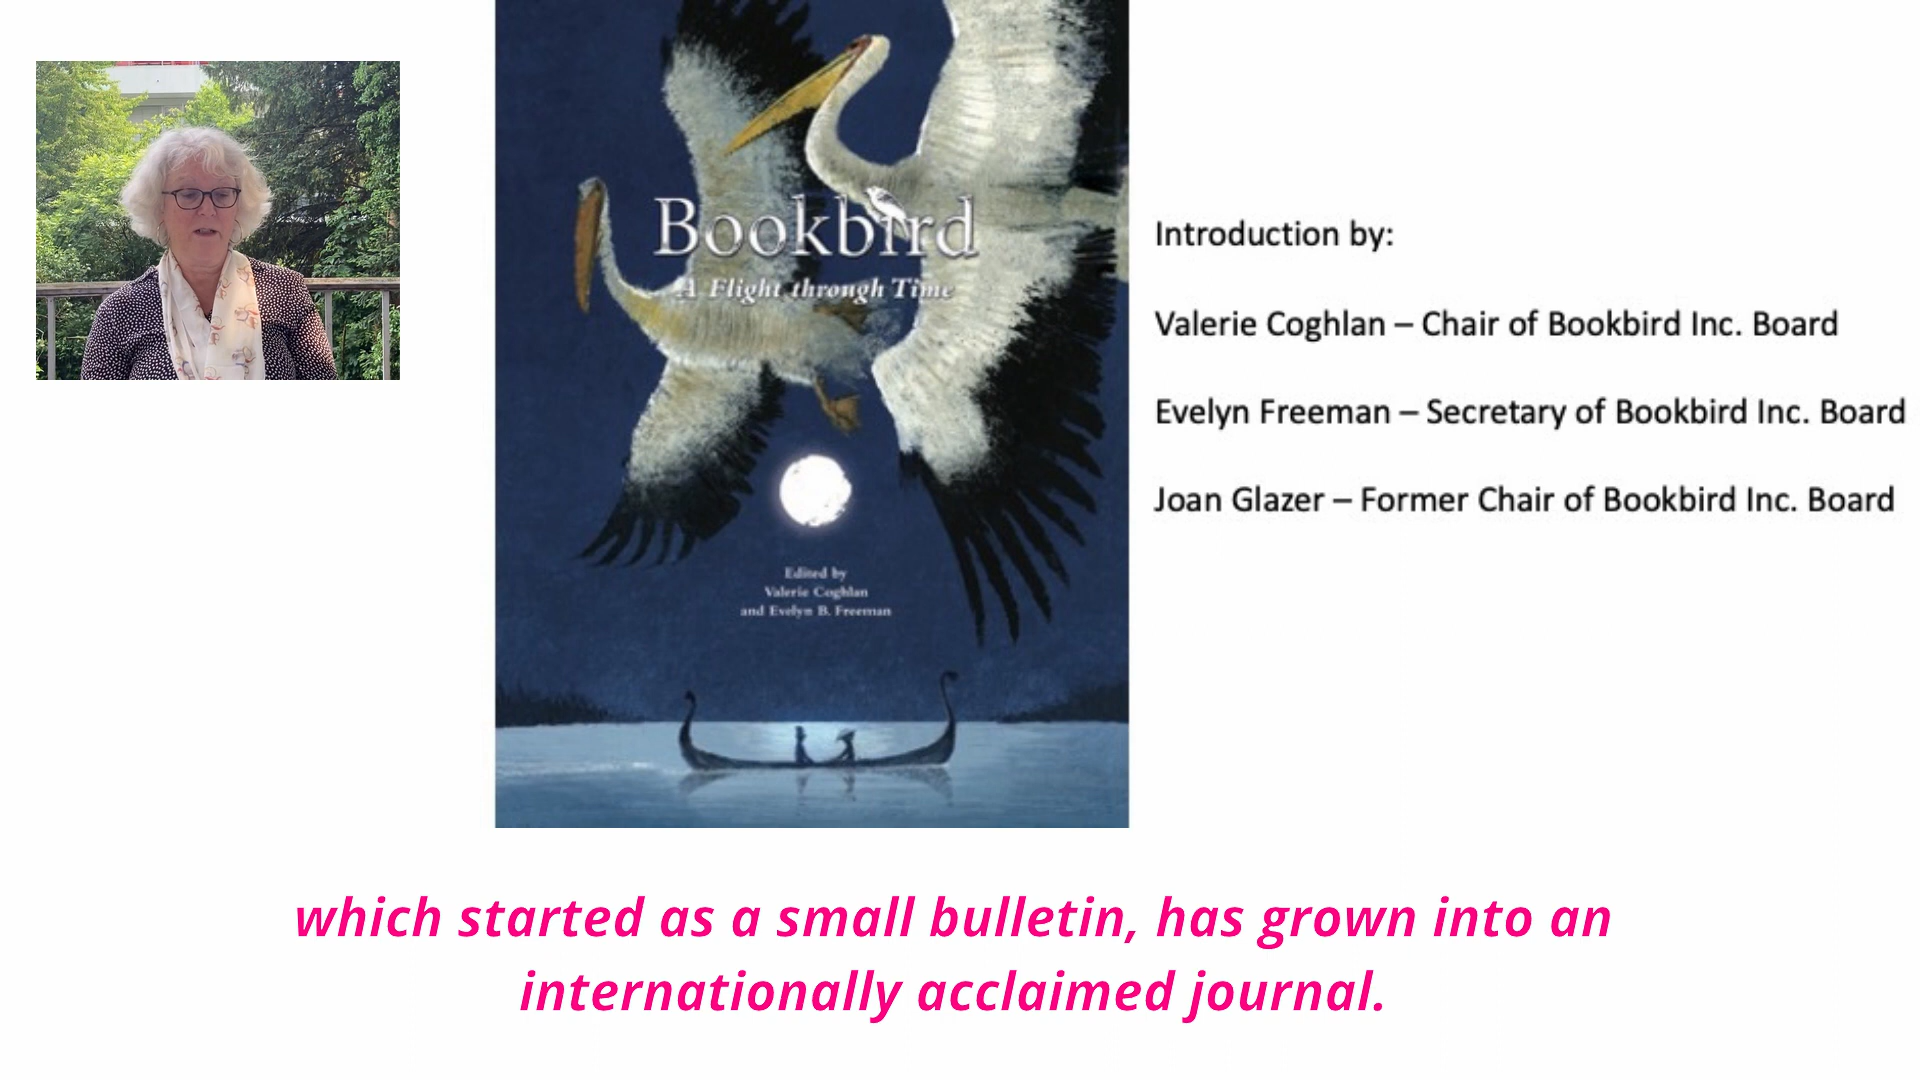 Bookbird
A Flight through Time
Edited by
Valerie Coghlan
and Evelyn B. Freeman
Introduction by:
Valerie Coghlan – Chair of Bookbird Inc. Board
Evelyn Freeman – Secretary of Bookbird Inc. Board
Joan Glazer – Former Chair of Bookbird Inc. Board
which started as a small bulletin, has grown into an
internationally acclaimed journal.